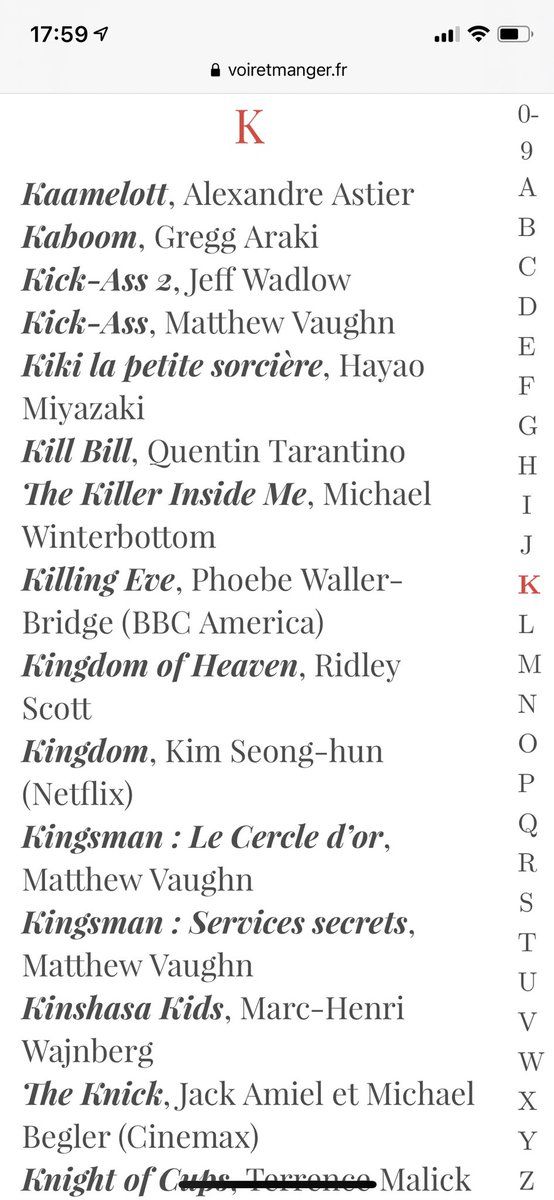 17:59
voiretmanger.fr
K
Kaamelott, Alexandre Astier
Kaboom, Gregg Araki
Kick-Ass 2, Jeff Wadlow
Kick-Ass, Matthew Vaughn
Kiki la petite sorcière, Hayao
Miyazaki
Kill Bill, Quentin Tarantino
The Killer Inside Me, Michael
Winterbottom
Killing Eve, Phoebe Waller-
Bridge (BBC America)
Kingdom of Heaven, Ridley
Scott
Kingdom, Kim Seong-hun
(Netflix)
Kingsman : Le Cercle d’or,
Matthew Vaughn
Kingsman : Services secrets,
Matthew Vaughn
Kinshasa Kids, Marc-Henri
Wajnberg
The Knick, Jack Amiel et Michael
Begler (Cinemax)
Knight of Cups, Terrence Malick
0-
9
A
B
C
D
E
F
G
H
I
J
K
L
M
N
O
P
Q
R
S
T
U
V
W
X
Y
Z